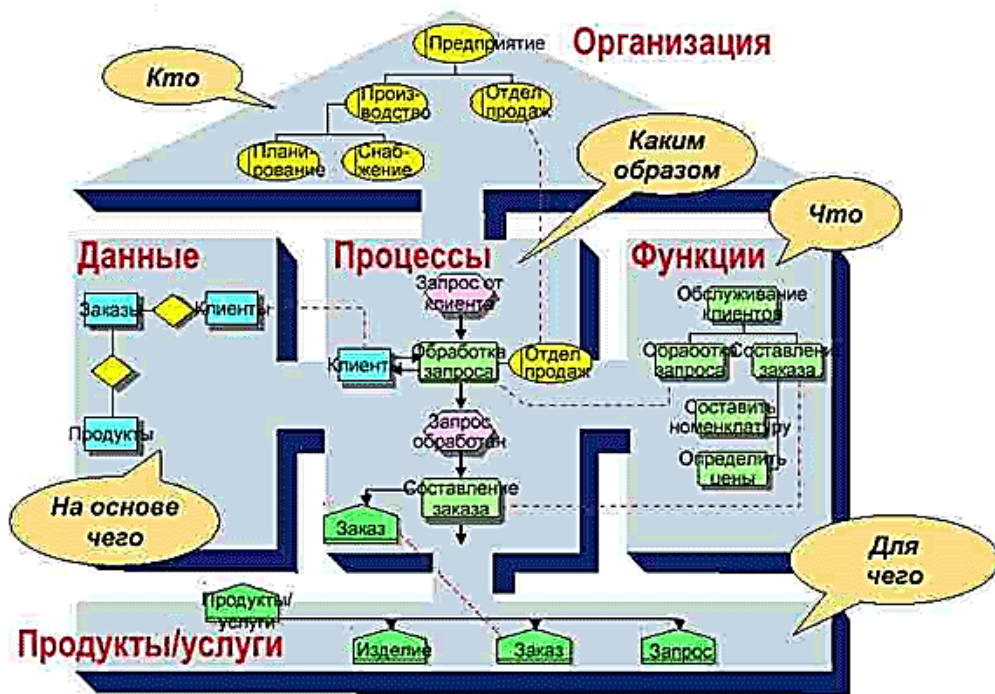 Предприятие
Организация
Кто
Произ-
водство
Отдел
продаж
Плани-
рование
Снаб-
жение
Каким
образом
Что
Данные
Процессы
Функции
Запрос от
клиента
Обслуживание
клиентов
Заказы
Клиенты
Клиент
Обработка
запроса
Отдел
продаж
Обработка
запроса
Составление
заказа
Продукты
Запрос
обработан
Составить
номенклатуру
Определить
цены
На основе
чего
Составление
заказа
Заказ
Для
чего
Продукты/
услуги
Продукты/услуги
Изделие
Заказ
Запрос